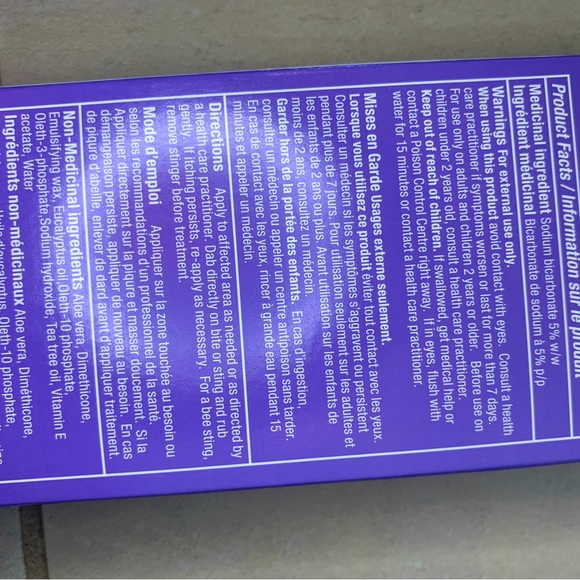 Product Facts / Information sur le produit
Medicinal Ingredient Sodium bicarbonate 5% w/w
Ingrédient médicinal Bicarbonate de sodium à 5% p/p
Warnings For external use only.
When using this product avoid contact with eyes. Consult a health
care practitioner if symptoms worsen or last for more than 7 days.
For use only on adults and children 2 years or older. Before use on
children under 2 years old, consult a health care practitioner.
Keep out of reach of children. If swallowed, get medical help or
contact a Poison Control Centre right away. If in eyes, flush with
water for 15 minutes or contact a health care practitioner.
Mises en Garde Usages externe seulement.
Lorsque vous utilisez ce produit éviter tout contact avec les yeux.
Consulter un médecin si les symptômes s'aggravent ou persistent
pendant plus de 7 jours. Pour utilisation seulement sur les adultes et
les enfants de 2 ans ou plus. Avant utilisation sur les enfants de
moins de 2 ans, consultez un médecin.
Garder hors de la portée des enfants. En cas d'ingestion,
consulter un médecin ou appeler un centre antipoison sans tarder.
En cas de contact avec les yeux, rincer à grande eau pendant 15
minutes et appeler un médecin.
Directions Apply to affected area as needed or as directed by
a health care practitioner. Dab directly on bite or sting and rub
gently. If itching persists, re-apply as necessary. For a bee sting,
remove stinger before treatment.
Mode d'emploi Appliquer sur la zone touchée au besoin ou
selon les recommandations d'un professionnel de la santé.
Appliquer directement sur la piqure et masser doucement. Si la
démangeaison persiste, appliquer de nouveau au besoin. En cas
de piqure d'abeille, enlever de dard avant d'appliquer traitement.
Non-Medicinal ingredients Aloe vera, Dimethicone,
Emulsifying wax, Eucalyptus oil, Oleth-10 phosphate,
Oleth-3 phosphate, Sodium hydroxide, Tea Tree oil, Vitamin E
acetate, Water
Ingrédients non-médicinaux Aloe vera, Dimethicone,
Huile d'eucalyptus, Oleth-10 phosphate,